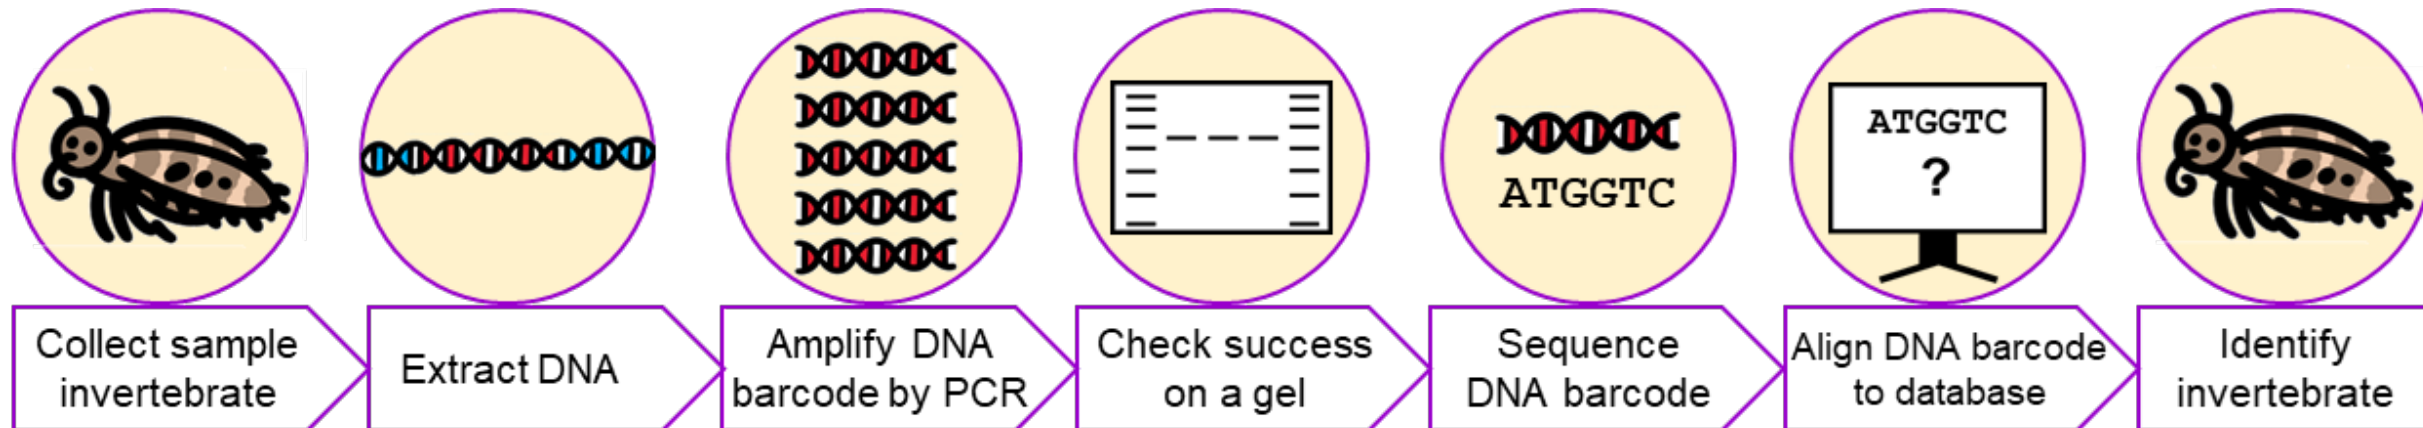 ATGGTC
ATGGTC
?
Collect sample
invertebrate
Extract DNA
Amplify DNA
barcode by PCR
Check success
on a gel
Sequence
DNA barcode
Align DNA barcode
to database
Identify
invertebrate